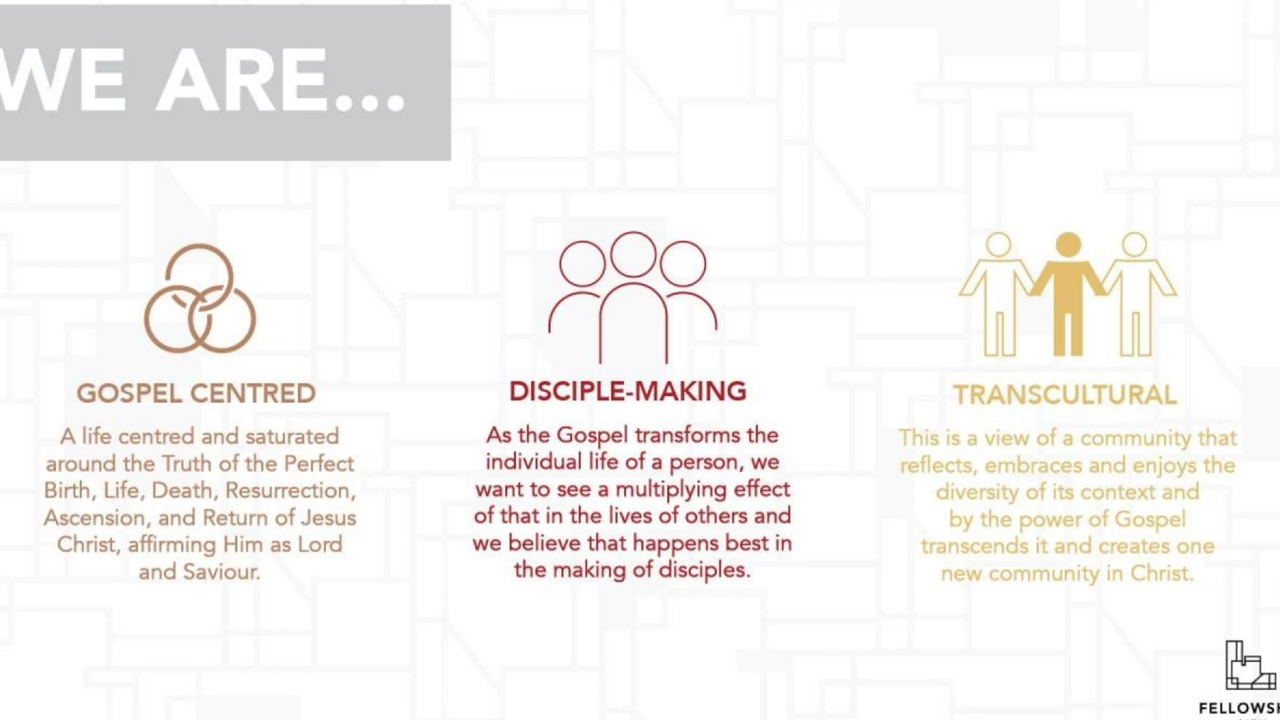 WE ARE...
GOSPEL CENTRED
A life centred and saturated
around the Truth of the Perfect
Birth, Life, Death, Resurrection,
Ascension, and Return of Jesus
Christ, affirming Him as Lord
and Saviour.
DISCIPLE-MAKING
As the Gospel transforms the
individual life of a person, we
want to see a multiplying effect
of that in the lives of others and
we believe that happens best in
the making of disciples.
TRANSCULTURAL
This is a view of a community that
reflects, embraces and enjoys the
diversity of its context and
by the power of Gospel
transcends it and creates one
new community in Christ.